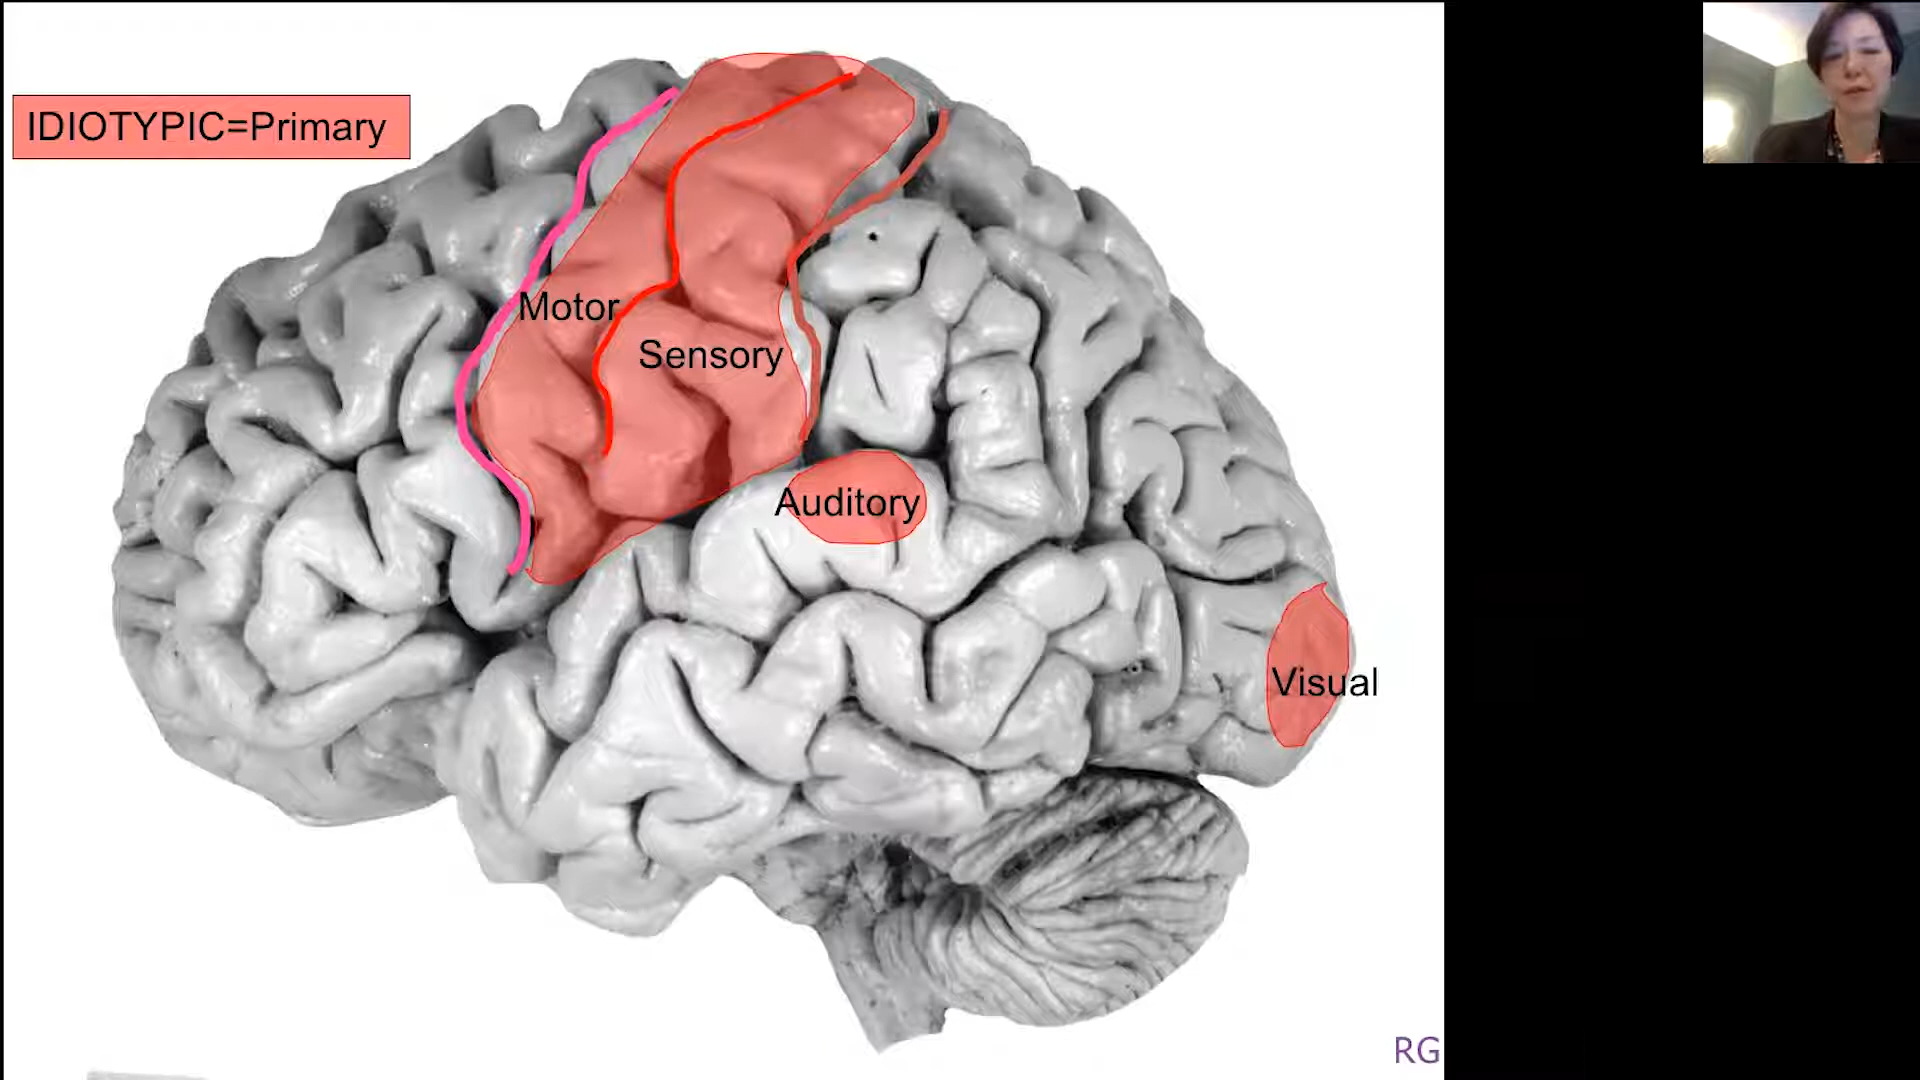 IDIOTYPIC=Primary
Motor
Sensory
Auditory
Visual
RG